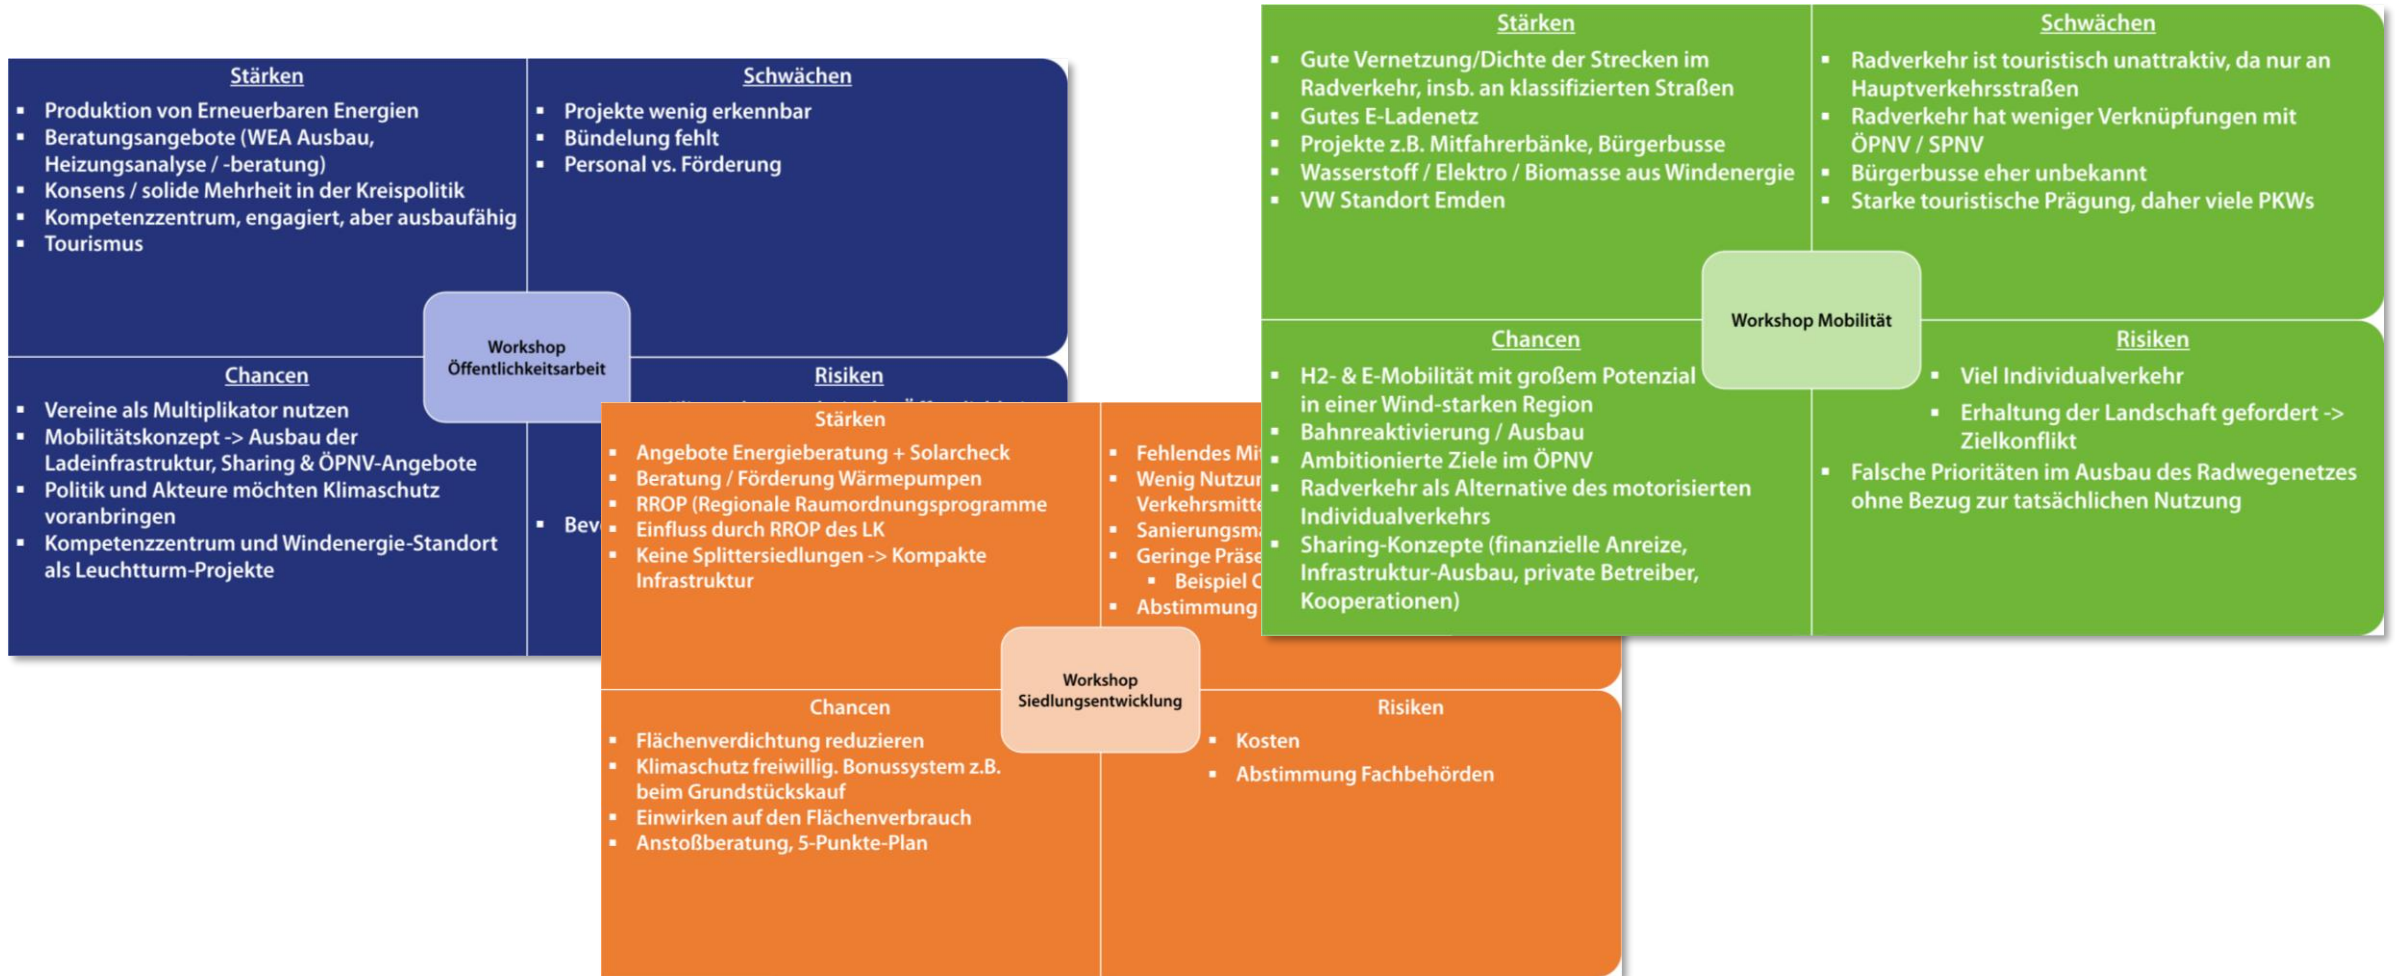 Stärken
▪ Produktion von Erneuerbaren Energien
▪ Beratungsangebote (WEA Ausbau,
Heizungsanalyse / -beratung)
▪ Konsens / solide Mehrheit in der Kreispolitik
▪ Kompetenzzentrum, engagiert, aber ausbaufähig
▪ Tourismus
Schwächen
▪ Projekte wenig erkennbar
▪ Bündelung fehlt
▪ Personal vs. Förderung
Workshop
Öffentlichkeitsarbeit
Chancen
▪ Vereine als Multiplikator nutzen
▪ Mobilitätskonzept -> Ausbau der
Ladeinfrastruktur, Sharing & ÖPNV-Angebote
▪ Politik und Akteure möchten Klimaschutz
voranbringen
▪ Kompetenzzentrum und Windenergie-Standort
als Leuchtturm-Projekte
Risiken
Stärken
▪ Angebote Energieberatung + Solarcheck
▪ Beratung / Förderung Wärmepumpen
▪ RROP (Regionale Raumordnungsprogramme
▪ Einfluss durch RROP des LK
▪ Keine Splittersiedlungen -> Kompakte
Infrastruktur
▪ Fehlendes
▪ Wenig
▪ Geringe
▪ Beispiel
▪ Abstimmung
Workshop
Siedlungsentwicklung
Chancen
▪ Flächenverdichtung reduzieren
▪ Klimaschutz freiwillig. Bonussystem z.B.
beim Grundstückskauf
▪ Einwirken auf den Flächenverbrauch
▪ Anstoßberatung, 5-Punkte-Plan
Risiken
▪ Kosten
▪ Abstimmung Fachbehörden
Stärken
▪ Gute Vernetzung/Dichte der Strecken im
Radverkehr, insb. an klassifizierten Straßen
▪ Gutes E-Ladenetz
▪ Projekte z.B. Mitfahrerbänke, Bürgerbusse
▪ Wasserstoff / Elektro / Biomasse aus Windenergie
▪ VW Standort Emden
Schwächen
▪ Radverkehr ist touristisch unattraktiv, da nur an
Hauptverkehrsstraßen
▪ Radverkehr hat weniger Verknüpfungen mit
ÖPNV / SPNV
▪ Bürgerbusse eher unbekannt
▪ Starke touristische Prägung, daher viele PKWs
Workshop Mobilität
Chancen
▪ H2- & E-Mobilität mit großem Potenzial
in einer Wind-starken Region
▪ Bahnreaktivierung / Ausbau
▪ Ambitionierte Ziele im ÖPNV
▪ Radverkehr als Alternative des motorisierten
Individualverkehrs
▪ Sharing-Konzepte (finanzielle Anreize,
Infrastruktur-Ausbau, private Betreiber,
Kooperationen)
Risiken
▪ Viel Individualverkehr
▪ Erhaltung der Landschaft gefordert ->
Zielkonflikt
▪ Falsche Prioritäten im Ausbau des Radwegenetzes
ohne Bezug zur tatsächlichen Nutzung